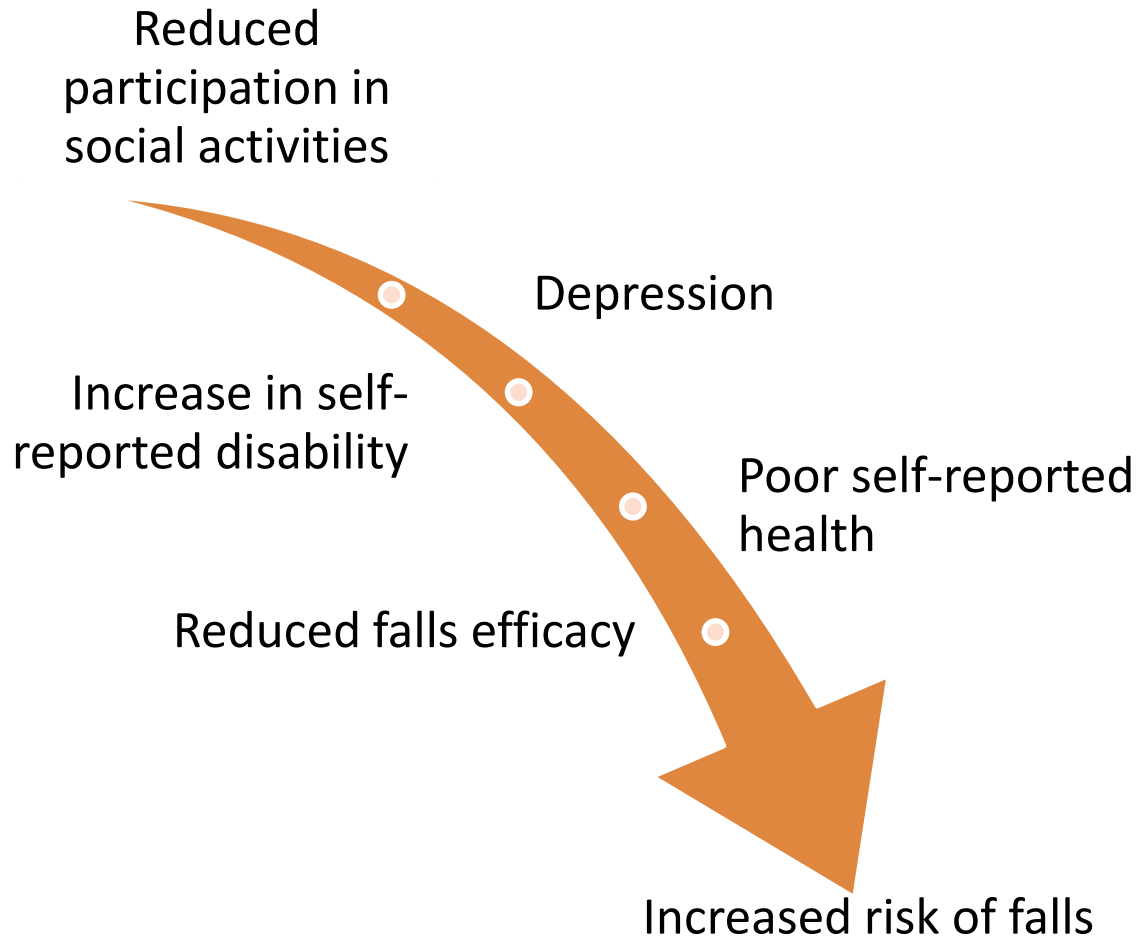 Reduced
participation in
social activities
Depression
Increase in self-
reported disability
Poor self-reported
health
Reduced falls efficacy
Increased risk of falls